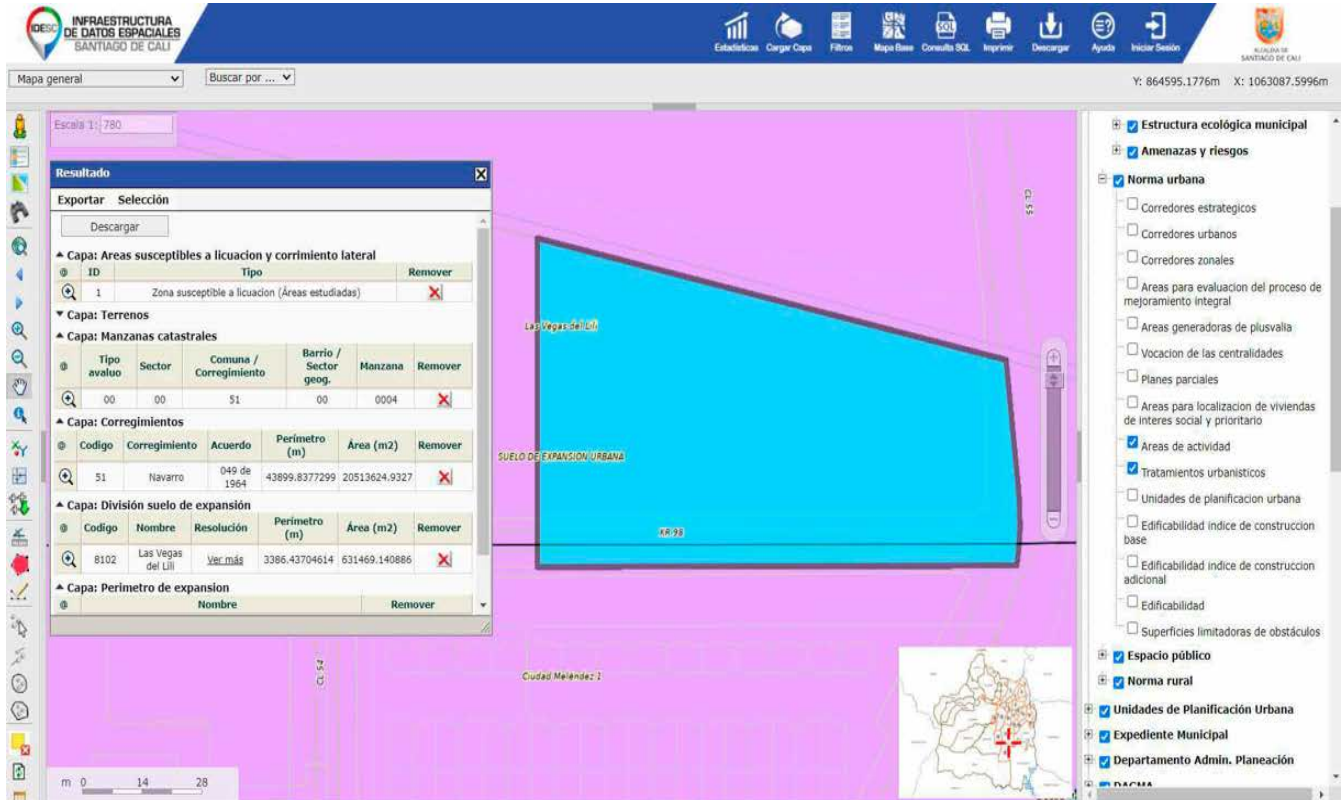 IDESC
INFRAESTRUCTURA
DE DATOS ESPACIALES
SANTIAGO DE CALI
Estadísticas
Cargar Capa
Filtros
Mapa Base
Consulta SQL
Imprimir
Descargar
Ayuda
Iniciar Sesión
ALCALDÍA DE
SANTIAGO DE CALI
Mapa general
Buscar por ...
Y: 864595.1776m X: 1063087.5996m
Escala 1: 780
Resultado
Exportar Selección
Descargar
Capa: Areas susceptibles a licuacion y corrimiento lateral
@ ID Tipo Remover
1 Zona susceptible a licuacion (Áreas estudiadas)
Capa: Terrenos
Capa: Manzanas catastrales
@ Tipo avaluo Sector Comuna / Corregimiento Barrio / Sector geog. Manzana Remover
00 00 51 00 0004
Capa: Corregimientos
@ Codigo Corregimiento Acuerdo Perímetro (m) Área (m2) Remover
51 Navarro 049 de 1964 43899.8377299 20513624.9327
Capa: División suelo de expansión
@ Codigo Nombre Resolución Perímetro (m) Área (m2) Remover
8102 Las Vegas del Lili Ver más 3386.43704614 631469.140886
Capa: Perimetro de expansion
@ Nombre Remover
CL 55
Las Vegas del Lili
SUELO DE EXPANSIÓN URBANA
KR 98
CL 54
Ciudad Meléndez 1
m 0 14 28
Estructura ecológica municipal
Amenazas y riesgos
Norma urbana
Corredores estrategicos
Corredores urbanos
Corredores zonales
Areas para evaluacion del proceso de
mejoramiento integral
Areas generadoras de plusvalia
Vocacion de las centralidades
Planes parciales
Areas para localizacion de viviendas
de interes social y prioritario
Areas de actividad
Tratamientos urbanisticos
Unidades de planificacion urbana
Edificabilidad indice de construccion
base
Edificabilidad indice de construccion
adicional
Edificabilidad
Superficies limitadoras de obstáculos
Espacio público
Norma rural
Unidades de Planificación Urbana
Expediente Municipal
Departamento Admin. Planeación
DAGMA